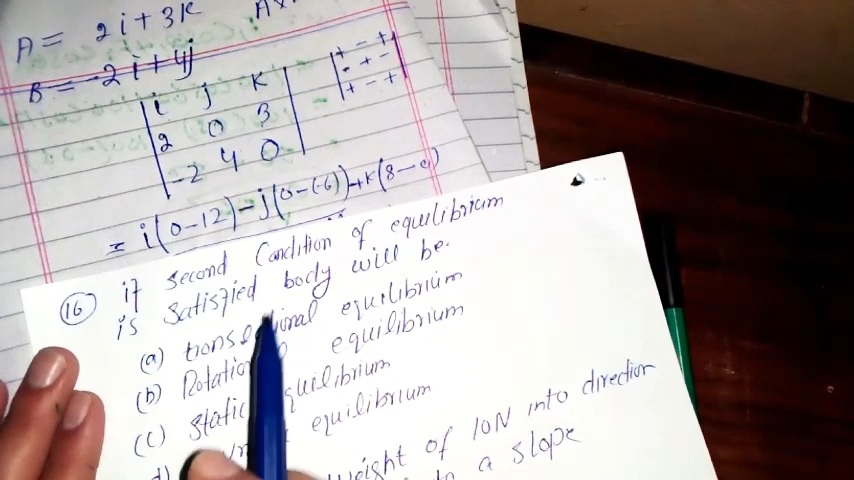 A = 2i + 3k
B = -2i + 4j
i j k
2 0 3
-2 4 0
+ - +
- + -
+ - +
= i(0-12) - j(0-(-6)) + k(8-0)
(16) if second Condition of equilibrium
is satisfied body will be.
(a) equilibrium
(b) equilibrium
(c) Static equilibrium
(d) equilibrium
weight of 10N into direction
to a slope